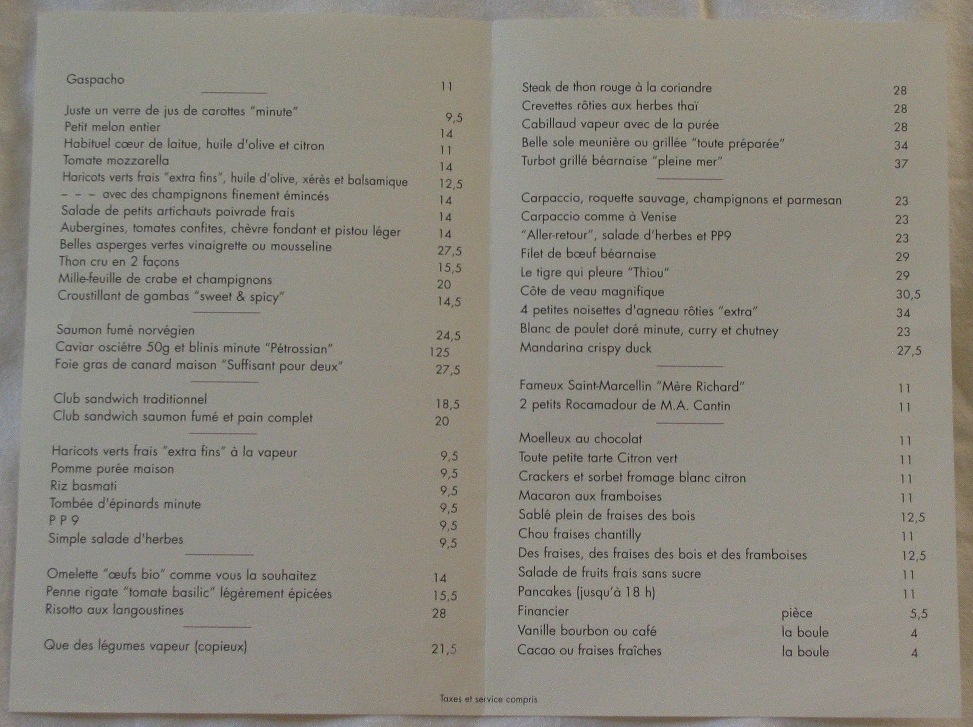 Gaspacho 11
Juste un verre de jus de carottes "minute" 9,5
Petit melon entier 14
Habituel cœur de laitue, huile d'olive et citron 11
Tomate mozzarella 14
Haricots verts frais "extra fins", huile d'olive, xérès et balsamique 12,5
– – – avec des champignons finement émincés 14
Salade de petits artichauts poivrade frais 14
Aubergines, tomates confites, chèvre fondant et pistou léger 14
Belles asperges vertes vinaigrette ou mousseline 27,5
Thon cru en 2 façons 15,5
Mille-feuille de crabe et champignons 20
Croustillant de gambas "sweet & spicy" 14,5
Saumon fumé norvégien 24,5
Caviar osciètre 50g et blinis minute "Pétrossian" 125
Foie gras de canard maison "Suffisant pour deux" 27,5
Club sandwich traditionnel 18,5
Club sandwich saumon fumé et pain complet 20
Haricots verts frais "extra fins" à la vapeur 9,5
Pomme purée maison 9,5
Riz basmati 9,5
Tombée d'épinards minute 9,5
P P 9 9,5
Simple salade d'herbes 9,5
Omelette "œufs bio" comme vous la souhaitez 14
Penne rigate "tomate basilic" légèrement épicées 15,5
Risotto aux langoustines 28
Que des légumes vapeur (copieux) 21,5
Steak de thon rouge à la coriandre 28
Crevettes rôties aux herbes thaï 28
Cabillaud vapeur avec de la purée 28
Belle sole meunière ou grillée "toute préparée" 34
Turbot grillé béarnaise "pleine mer" 37
Carpaccio, roquette sauvage, champignons et parmesan 23
Carpaccio comme à Venise 23
"Aller-retour", salade d'herbes et PP9 23
Filet de bœuf béarnaise 29
Le tigre qui pleure "Thiou" 29
Côte de veau magnifique 30,5
4 petites noisettes d'agneau rôties "extra" 34
Blanc de poulet doré minute, curry et chutney 23
Mandarina crispy duck 27,5
Fameux Saint-Marcellin "Mère Richard" 11
2 petits Rocamadour de M.A. Cantin 11
Moelleux au chocolat 11
Toute petite tarte Citron vert 11
Crackers et sorbet fromage blanc citron 11
Macaron aux framboises 11
Sablé plein de fraises des bois 12,5
Chou fraises chantilly 11
Des fraises, des fraises des bois et des framboises 12,5
Salade de fruits frais sans sucre 11
Pancakes (jusqu'à 18 h) 11
Financier pièce 5,5
Vanille bourbon ou café la boule 4
Cacao ou fraises fraîches la boule 4
Taxes et service compris